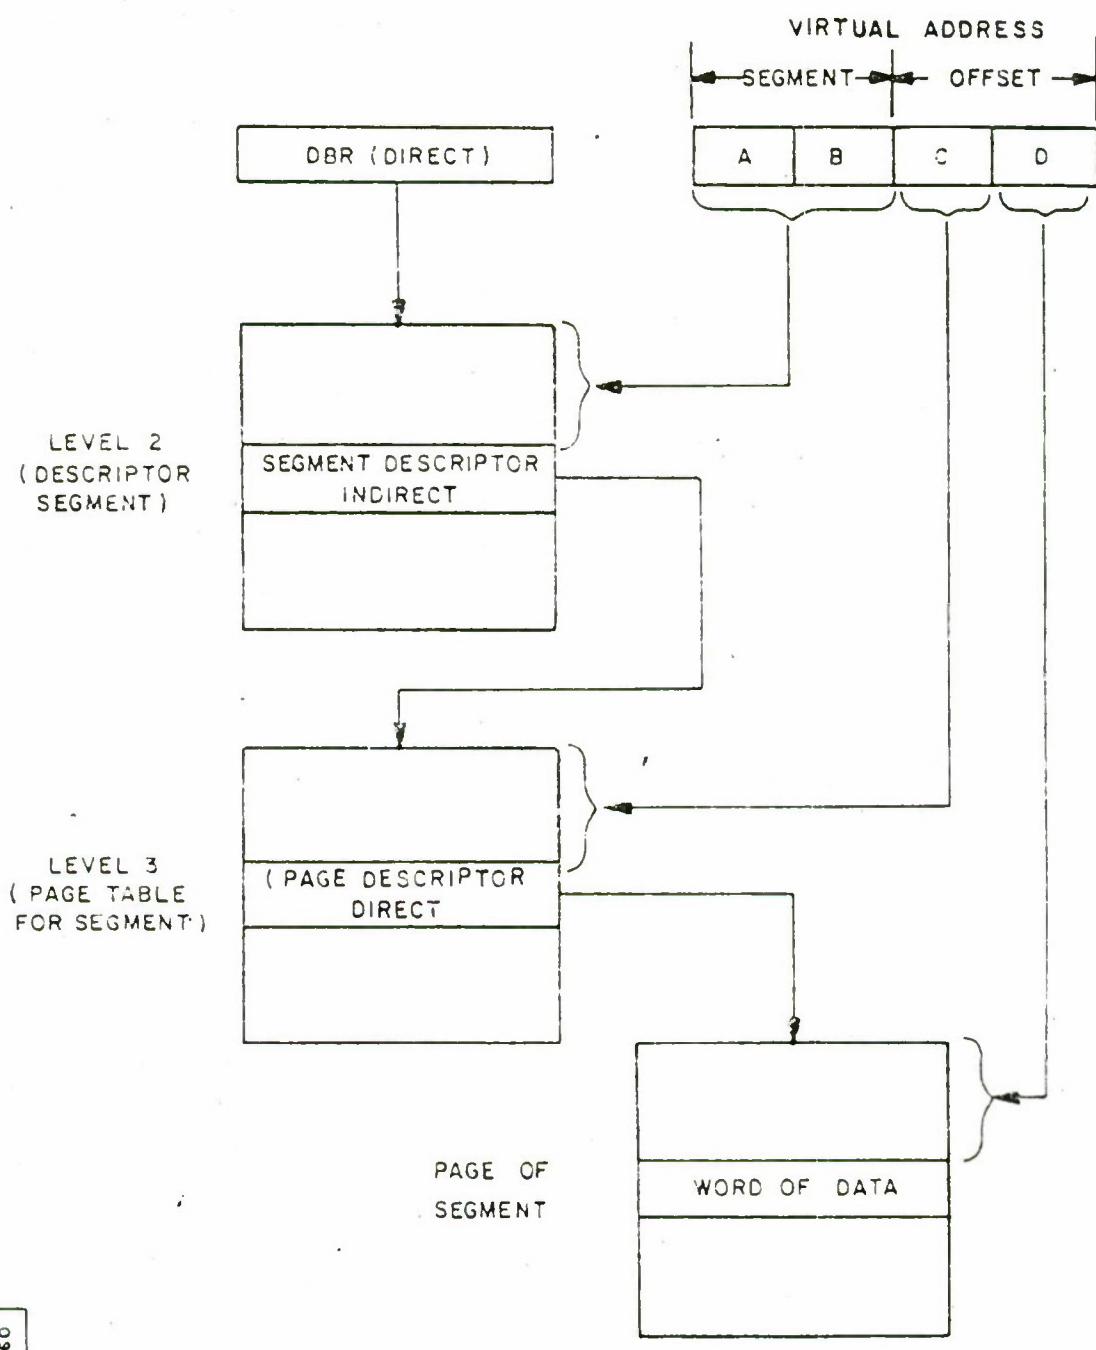 VIRTUAL ADDRESS
SEGMENT OFFSET
DBR (DIRECT)
A B C D
LEVEL 2
(DESCRIPTOR
SEGMENT)
SEGMENT DESCRIPTOR
INDIRECT
LEVEL 3
(PAGE TABLE
FOR SEGMENT)
(PAGE DESCRIPTOR
DIRECT
PAGE OF
SEGMENT
WORD OF DATA